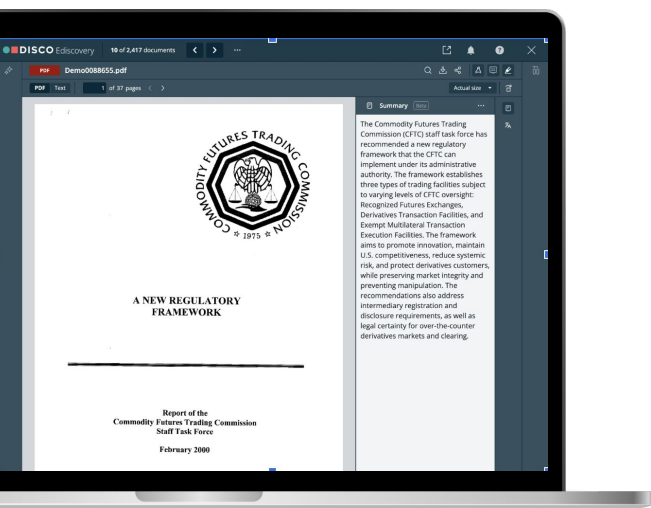 DISCO Ediscovery 10 of 2,417 documents
PDF Demo0088655.pdf
PDF Text 1 of 37 pages Actual size
Summary Beta
The Commodity Futures Trading
Commission (CFTC) staff task force has
recommended a new regulatory
framework that the CFTC can
implement under its administrative
authority. The framework establishes
three types of trading facilities subject
to varying levels of CFTC oversight:
Recognized Futures Exchanges,
Derivatives Transaction Facilities, and
Exempt Multilateral Transaction
Execution Facilities. The framework
aims to promote innovation, maintain
U.S. competitiveness, reduce systemic
risk, and protect derivatives customers,
while preserving market integrity and
preventing manipulation. The
recommendations also address
intermediary registration and
disclosure requirements, as well as
legal certainty for over-the-counter
derivatives markets and clearing.
COMMODITY FUTURES TRADING COMMISSION
1975
A NEW REGULATORY
FRAMEWORK
Report of the
Commodity Futures Trading Commission
Staff Task Force
February 2000